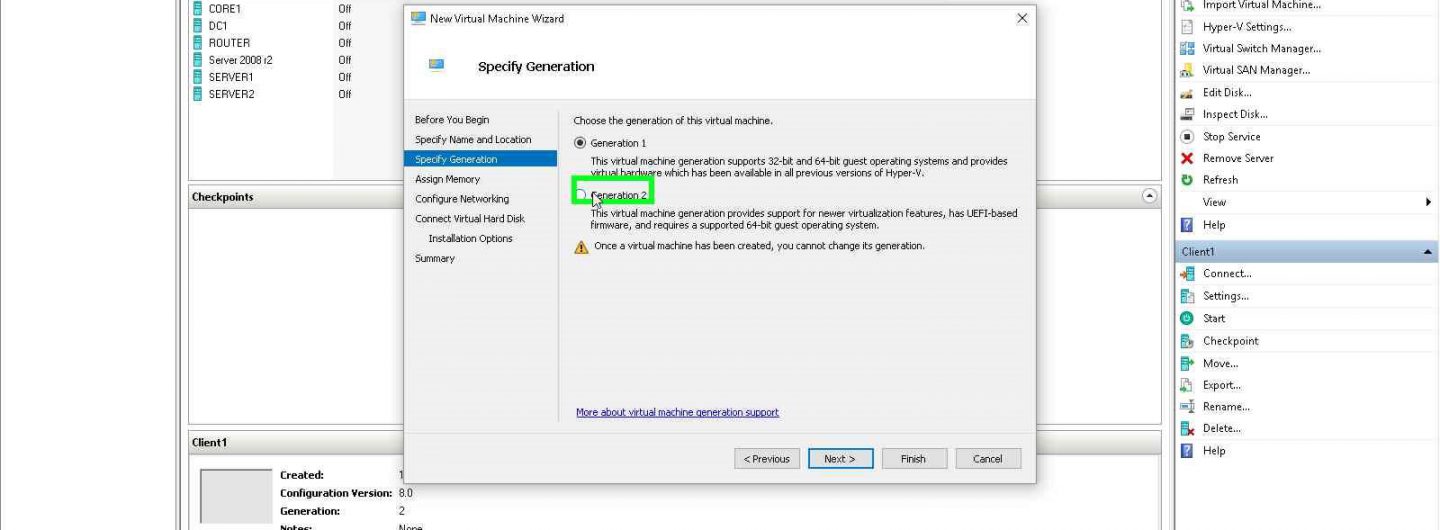 CORE1 Off
DC1 Off
ROUTER Off
Server 2008 r2 Off
SERVER1 Off
SERVER2 Off
Checkpoints
Client1
Created: 1
Configuration Version: 8.0
Generation: 2
Notes: None
New Virtual Machine Wizard
Specify Generation
Before You Begin
Specify Name and Location
Specify Generation
Assign Memory
Configure Networking
Connect Virtual Hard Disk
Installation Options
Summary
Choose the generation of this virtual machine.
Generation 1
This virtual machine generation supports 32-bit and 64-bit guest operating systems and provides
virtual hardware which has been available in all previous versions of Hyper-V.
Generation 2
This virtual machine generation provides support for newer virtualization features, has UEFI-based
firmware, and requires a supported 64-bit guest operating system.
Once a virtual machine has been created, you cannot change its generation.
More about virtual machine generation support
< Previous
Next >
Finish
Cancel
Import Virtual Machine...
Hyper-V Settings...
Virtual Switch Manager...
Virtual SAN Manager...
Edit Disk...
Inspect Disk...
Stop Service
Remove Server
Refresh
View
Help
Client1
Connect...
Settings...
Start
Checkpoint
Move...
Export...
Rename...
Delete...
Help